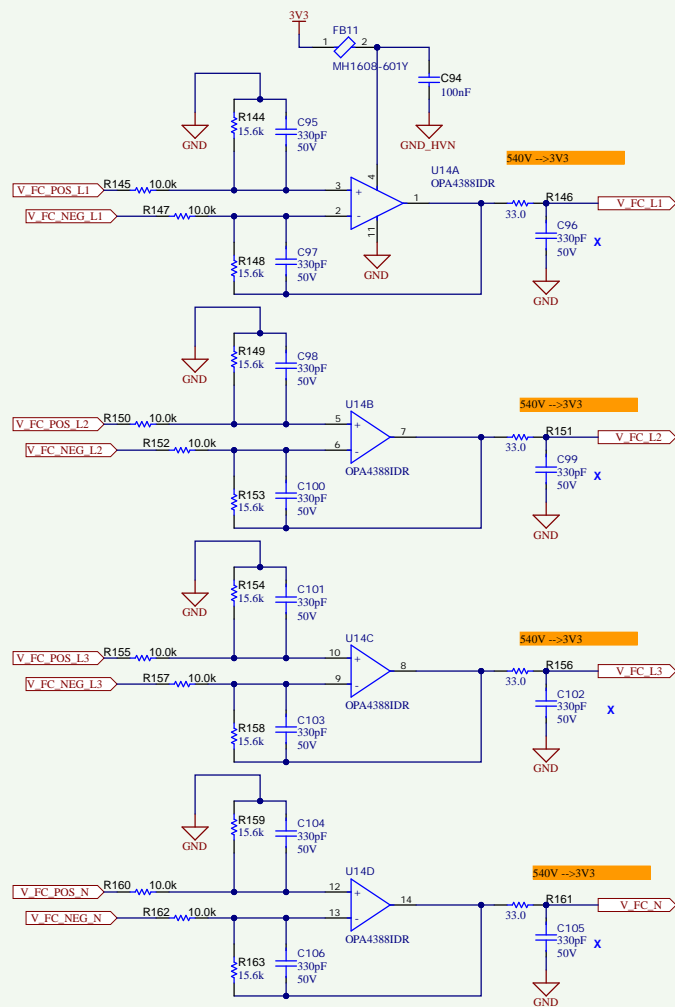 3V3
FB11
1
2
MH1608-601Y
C94
100nF
GND_HVN
R144
15.6k
C95
330pF
50V
GND
U14A
OPA4388IDR
540V -->3V3
V_FC_POS_L1
R145
10.0k
3
+
4
1
R146
33.0
V_FC_L1
V_FC_NEG_L1
R147
10.0k
2
-
11
GND
C96
330pF
50V
X
GND
R148
15.6k
C97
330pF
50V
R149
15.6k
C98
330pF
50V
GND
U14B
OPA4388IDR
540V -->3V3
V_FC_POS_L2
R150
10.0k
5
+
7
R151
33.0
V_FC_L2
V_FC_NEG_L2
R152
10.0k
6
-
C99
330pF
50V
X
GND
R153
15.6k
C100
330pF
50V
R154
15.6k
C101
330pF
50V
GND
U14C
OPA4388IDR
540V -->3V3
V_FC_POS_L3
R155
10.0k
10
+
8
R156
33.0
V_FC_L3
V_FC_NEG_L3
R157
10.0k
9
-
C102
330pF
50V
X
GND
R158
15.6k
C103
330pF
50V
R159
15.6k
C104
330pF
50V
GND
U14D
OPA4388IDR
540V -->3V3
V_FC_POS_N
R160
10.0k
12
+
14
R161
33.0
V_FC_N
V_FC_NEG_N
R162
10.0k
13
-
C105
330pF
50V
X
GND
R163
15.6k
C106
330pF
50V